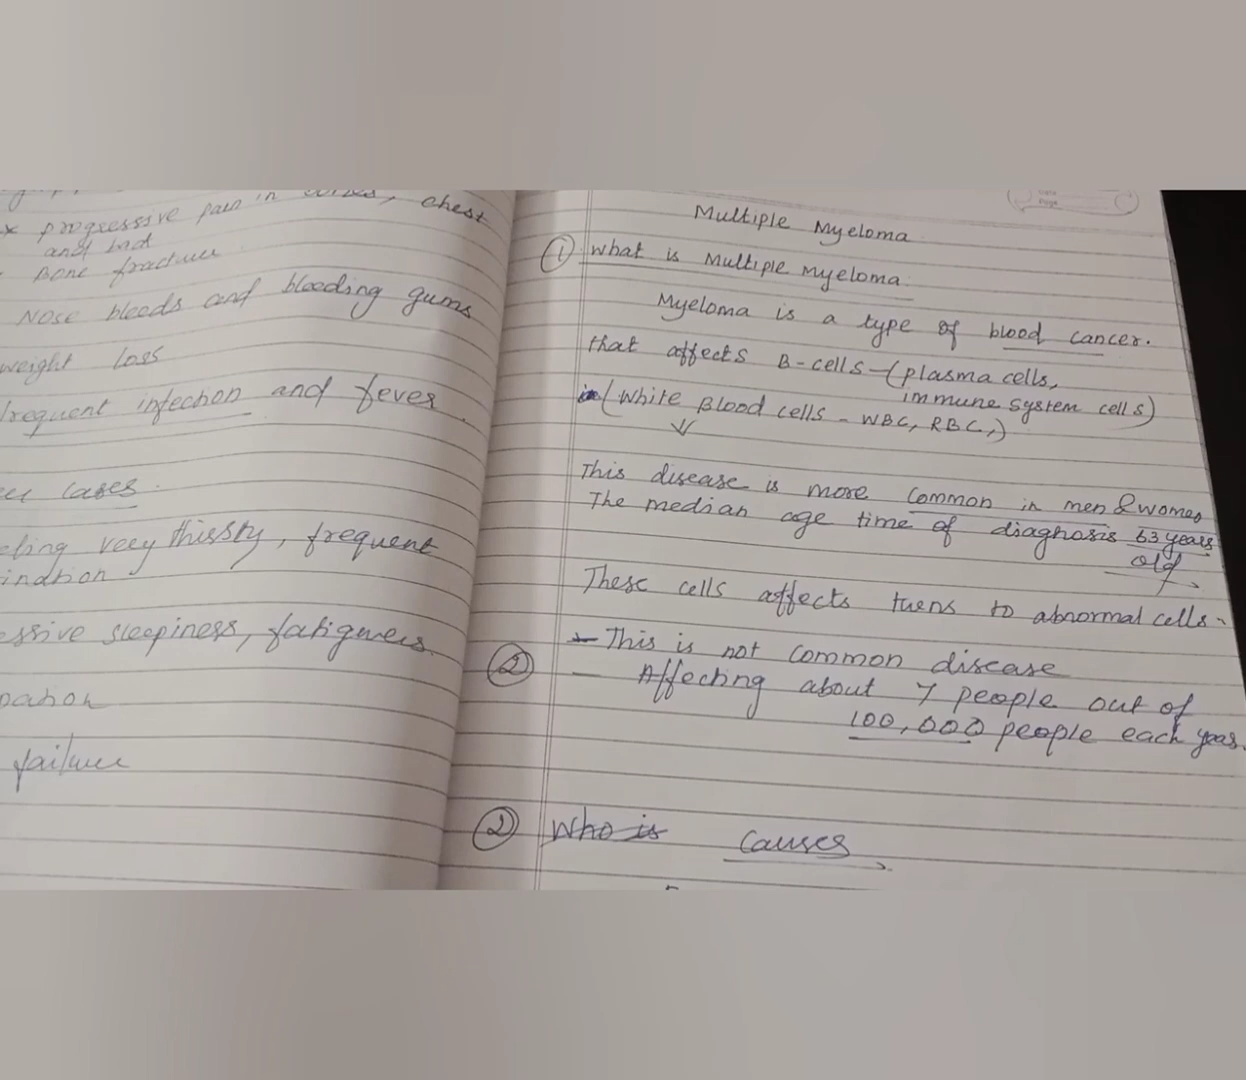 * progressive pain in bones, chest
and
Bone fracture
Nose bleeds and bleeding gums
weight loss
frequent infection and fever
cases.
very thirsty, frequent
sleepiness, fatigueness.
failure
Multiple Myeloma
① what is Multiple Myeloma.
Myeloma is a type of blood cancer.
that affects B-cells - (plasma cells,
immune system cells)
(White Blood cells - WBC, RBC,)
This disease is more common in men & women
The median age time of diagnosis 63 years
old
These cells affects turns to abnormal cells.
- This is not common disease
②
- Affecting about 7 people out of
100,000 people each year.
② Who is Causes